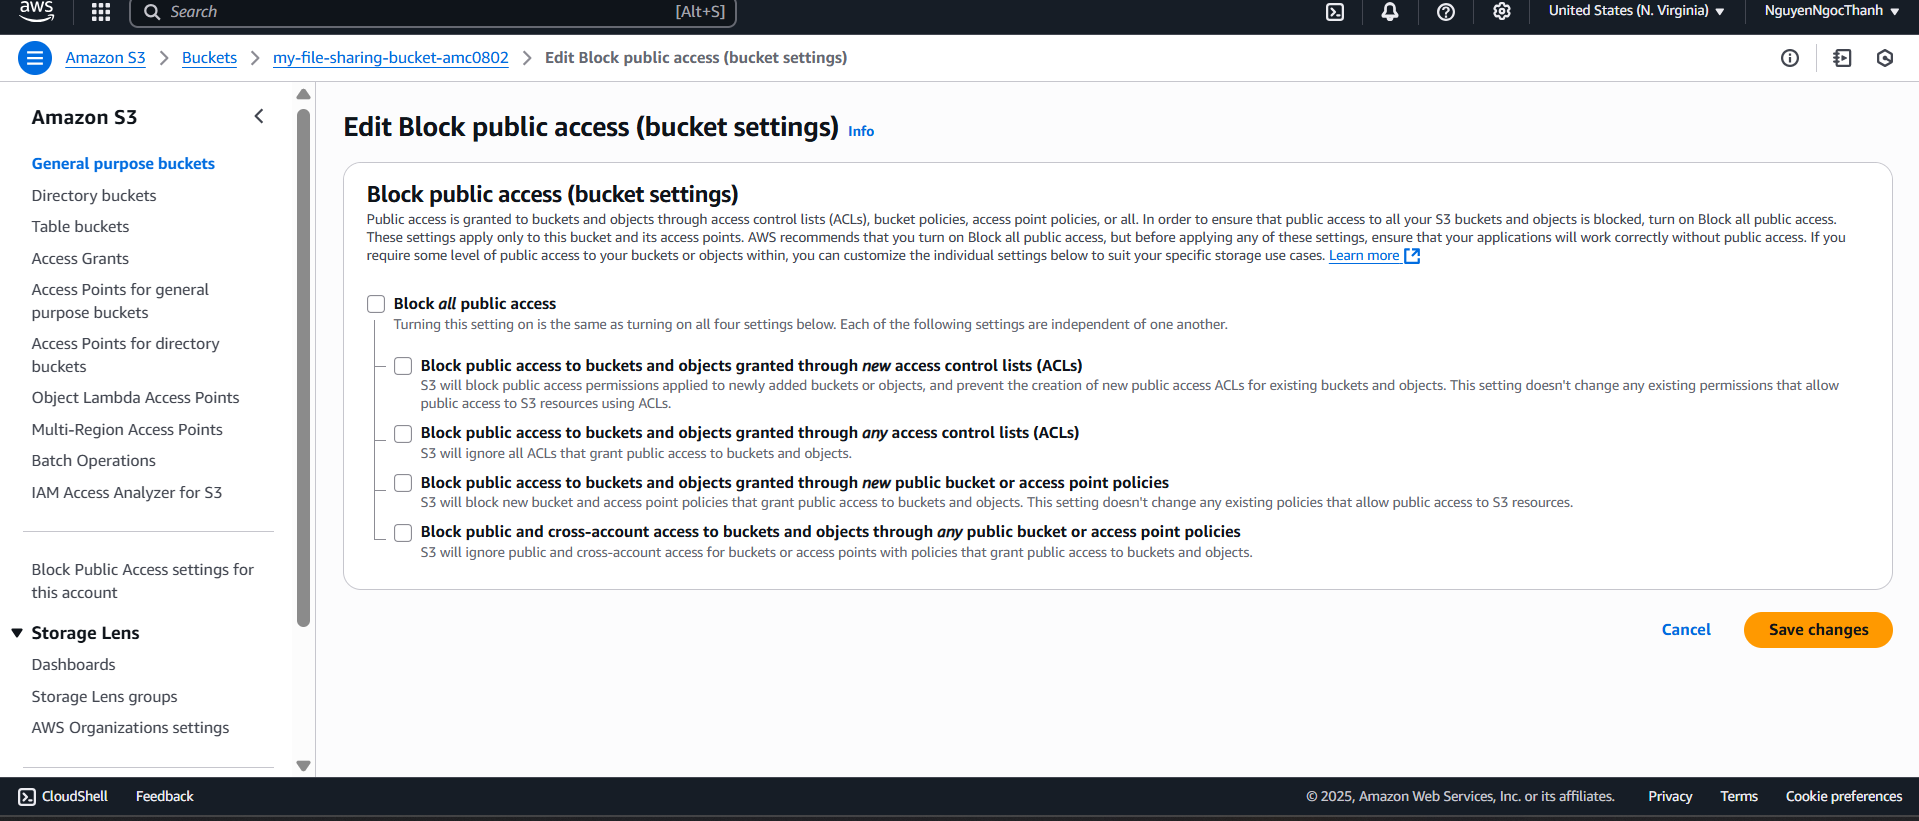 aws
Search
[Alt+S]
United States (N. Virginia)
NguyenNgocThanh
Amazon S3
Buckets
my-file-sharing-bucket-amc0802
Edit Block public access (bucket settings)
Amazon S3
General purpose buckets
Directory buckets
Table buckets
Access Grants
Access Points for general
purpose buckets
Access Points for directory
buckets
Object Lambda Access Points
Multi-Region Access Points
Batch Operations
IAM Access Analyzer for S3
Block Public Access settings for
this account
Storage Lens
Dashboards
Storage Lens groups
AWS Organizations settings
Edit Block public access (bucket settings) Info
Block public access (bucket settings)
Public access is granted to buckets and objects through access control lists (ACLs), bucket policies, access point policies, or all. In order to ensure that public access to all your S3 buckets and objects is blocked, turn on Block all public access.
These settings apply only to this bucket and its access points. AWS recommends that you turn on Block all public access, but before applying any of these settings, ensure that your applications will work correctly without public access. If you
require some level of public access to your buckets or objects within, you can customize the individual settings below to suit your specific storage use cases. Learn more
Block all public access
Turning this setting on is the same as turning on all four settings below. Each of the following settings are independent of one another.
Block public access to buckets and objects granted through new access control lists (ACLs)
S3 will block public access permissions applied to newly added buckets or objects, and prevent the creation of new public access ACLs for existing buckets and objects. This setting doesn't change any existing permissions that allow
public access to S3 resources using ACLs.
Block public access to buckets and objects granted through any access control lists (ACLs)
S3 will ignore all ACLs that grant public access to buckets and objects.
Block public access to buckets and objects granted through new public bucket or access point policies
S3 will block new bucket and access point policies that grant public access to buckets and objects. This setting doesn't change any existing policies that allow public access to S3 resources.
Block public and cross-account access to buckets and objects through any public bucket or access point policies
S3 will ignore public and cross-account access for buckets or access points with policies that grant public access to buckets and objects.
Cancel
Save changes
CloudShell
Feedback
© 2025, Amazon Web Services, Inc. or its affiliates.
Privacy
Terms
Cookie preferences